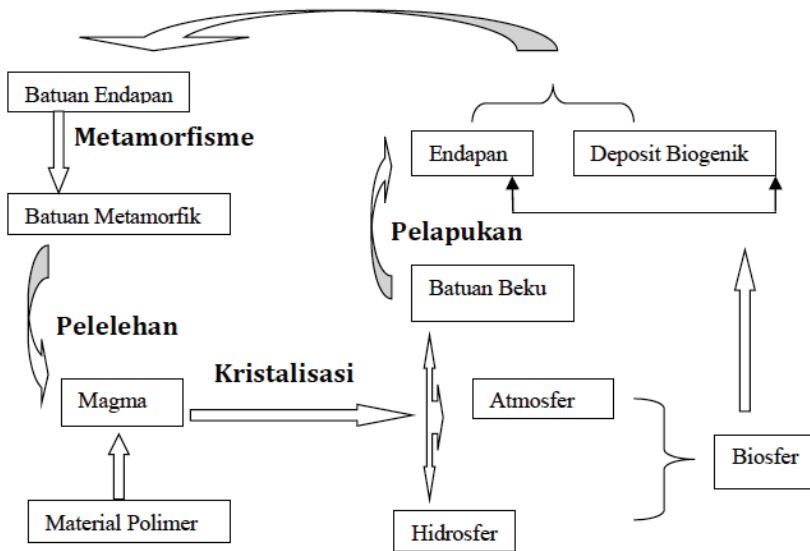 Batuan Endapan
Metamorfisme
Endapan
Deposit Biogenik
Batuan Metamorfik
Pelapukan
Batuan Beku
Pelelehan
Kristalisasi
Magma
Atmosfer
Biosfer
Material Polimer
Hidrosfer